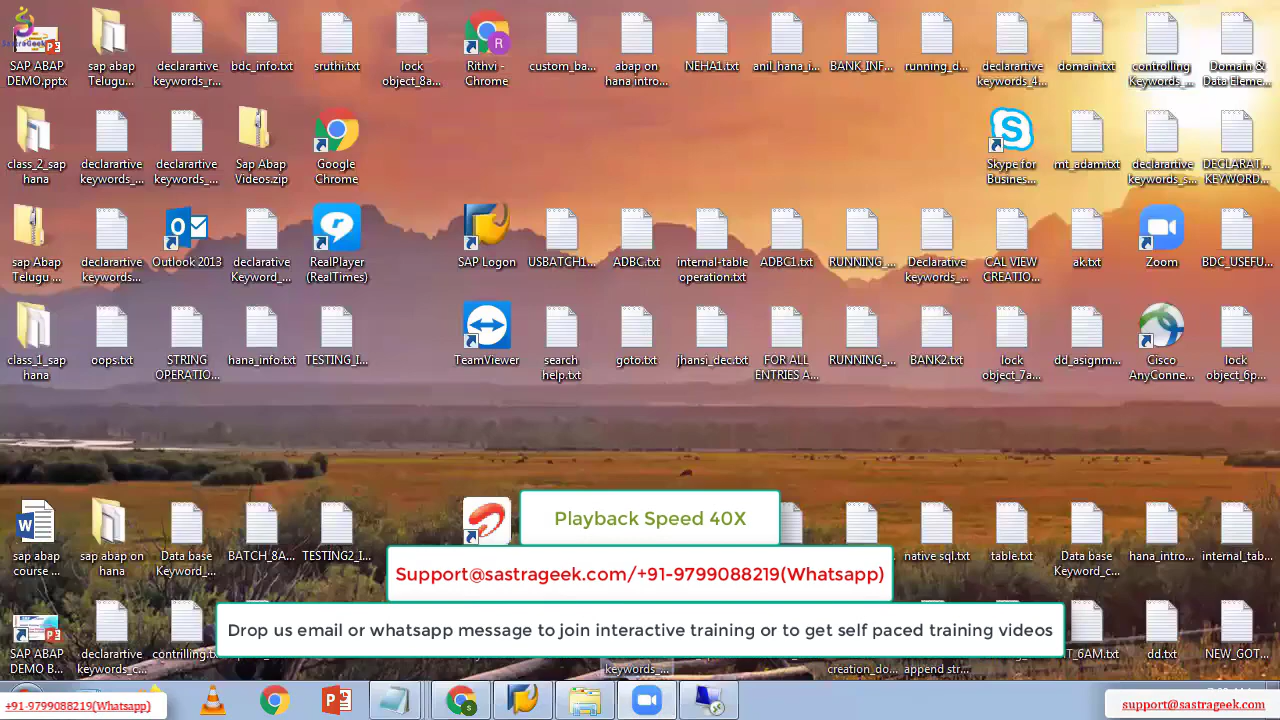 SastraGeek
SAP ABAP
DEMO.pptx
sap abap
Telugu...
declarartive
keywords_r...
bdc_info.txt
sruthi.txt
lock
object_8a...
Rithvi -
Chrome
custom_ba...
abap on
hana intro...
NEHA1.txt
anil_hana_i...
BANK_INF...
running_d...
declarartive
keywords_4...
domain.txt
controlling
Keywords_...
Domain &
Data Eleme...
class_2_sap
hana
declarartive
keywords_...
declarartive
keywords_...
Sap Abap
Videos.zip
Google
Chrome
Skype for
Busines...
mt_adam.txt
declarartive
keywords_s...
DECLARAT...
KEYWORD...
sap Abap
Telugu ...
declarartive
keywords...
Outlook 2013
declarative
Keyword_...
RealPlayer
(RealTimes)
SAP Logon
USBATCH1...
ADBC.txt
internal-table
operation.txt
ADBC1.txt
RUNNING_...
Declarative
keywords_...
CAL VIEW
CREATIO...
ak.txt
Zoom
BDC_USEFU...
class_1_sap
hana
oops.txt
STRING
OPERATIO...
hana_info.txt
TESTING_I...
TeamViewer
search
help.txt
goto.txt
jhansi_dec.txt
FOR ALL
ENTRIES A...
RUNNING_...
BANK2.txt
lock
object_7a...
dd_asignm...
Cisco
AnyConne...
lock
object_6p...
Playback Speed 40X
sap abap
course ...
sap abap on
hana
Data base
Keyword_...
BATCH_8A...
TESTING2_I...
native sql.txt
table.txt
Data base
Keyword_c...
hana_intro...
internal_tab...
Support@sastrageek.com/+91-9799088219(Whatsapp)
Drop us email or whatsapp message to join interactive training or to get self paced training videos
SAP ABAP
DEMO B...
declarartive
keywords_c...
contrilling.t
keywords_...
creation_do...
append str...
T_6AM.txt
dd.txt
NEW_GOT...
+91-9799088219(Whatsapp)
support@sastrageek.com